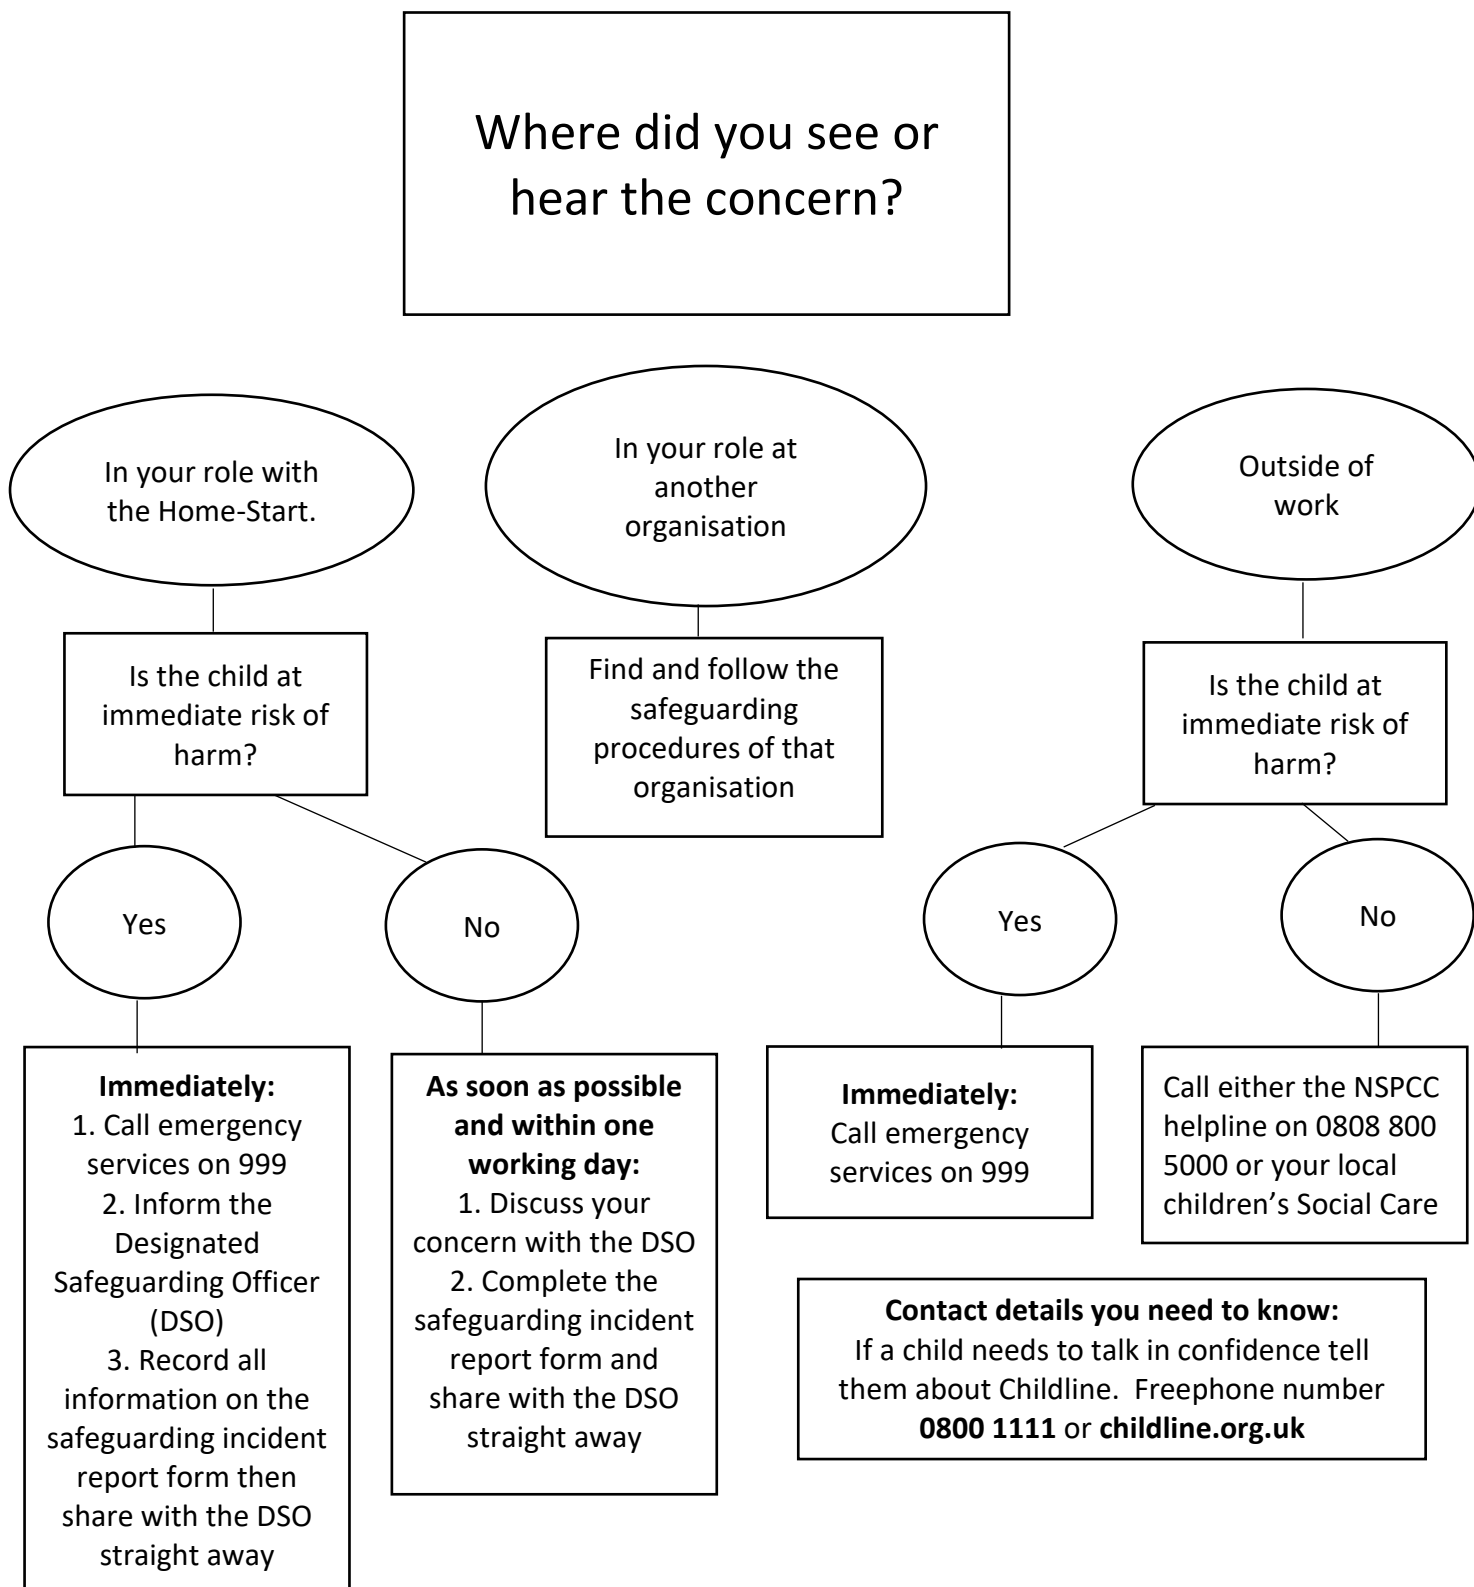 Where did you see or
hear the concern?
In your role with
the Home-Start.
In your role at
another
organisation
Outside of
work
Is the child at
immediate risk of
harm?
Find and follow the
safeguarding
procedures of that
organisation
Is the child at
immediate risk of
harm?
Yes
No
Yes
No
Immediately:
1. Call emergency
services on 999
2. Inform the
Designated
Safeguarding Officer
(DSO)
3. Record all
information on the
safeguarding incident
report form then
share with the DSO
straight away
As soon as possible
and within one
working day:
1. Discuss your
concern with the DSO
2. Complete the
safeguarding incident
report form and
share with the DSO
straight away
Immediately:
Call emergency
services on 999
Call either the NSPCC
helpline on 0808 800
5000 or your local
children’s Social Care
Contact details you need to know:
If a child needs to talk in confidence tell
them about Childline.  Freephone number
0800 1111 or childline.org.uk